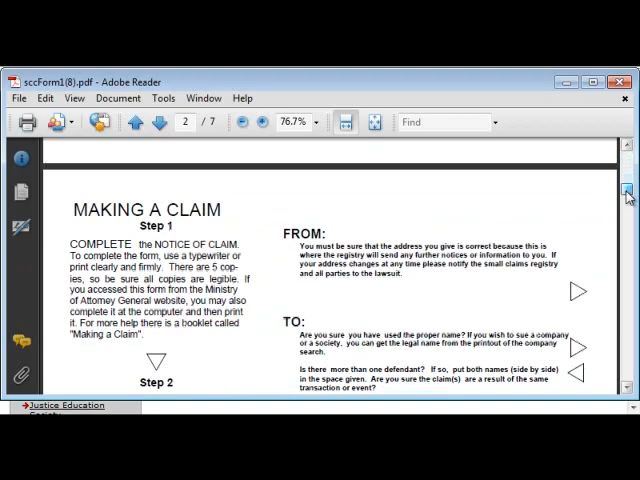 sccForm1(8).pdf - Adobe Reader
File Edit View Document Tools Window Help
2 / 7 76.7% Find
MAKING A CLAIM
Step 1
COMPLETE the NOTICE OF CLAIM.
To complete the form, use a typewriter or
print clearly and firmly. There are 5 cop-
ies, so be sure all copies are legible. If
you accessed this form from the Ministry
of Attorney General website, you may also
complete it at the computer and then print
it. For more help there is a booklet called
"Making a Claim".
Step 2
FROM:
You must be sure that the address you give is correct because this is
where the registry will send any further notices or information to you. If
your address changes at any time please notify the small claims registry
and all parties to the lawsuit.
TO:
Are you sure you have used the proper name? If you wish to sue a company
or a society, you can get the legal name from the printout of the company
search.
Is there more than one defendant? If so, put both names (side by side)
in the space given. Are you sure the claim(s) are a result of the same
transaction or event?
Justice Education
Society